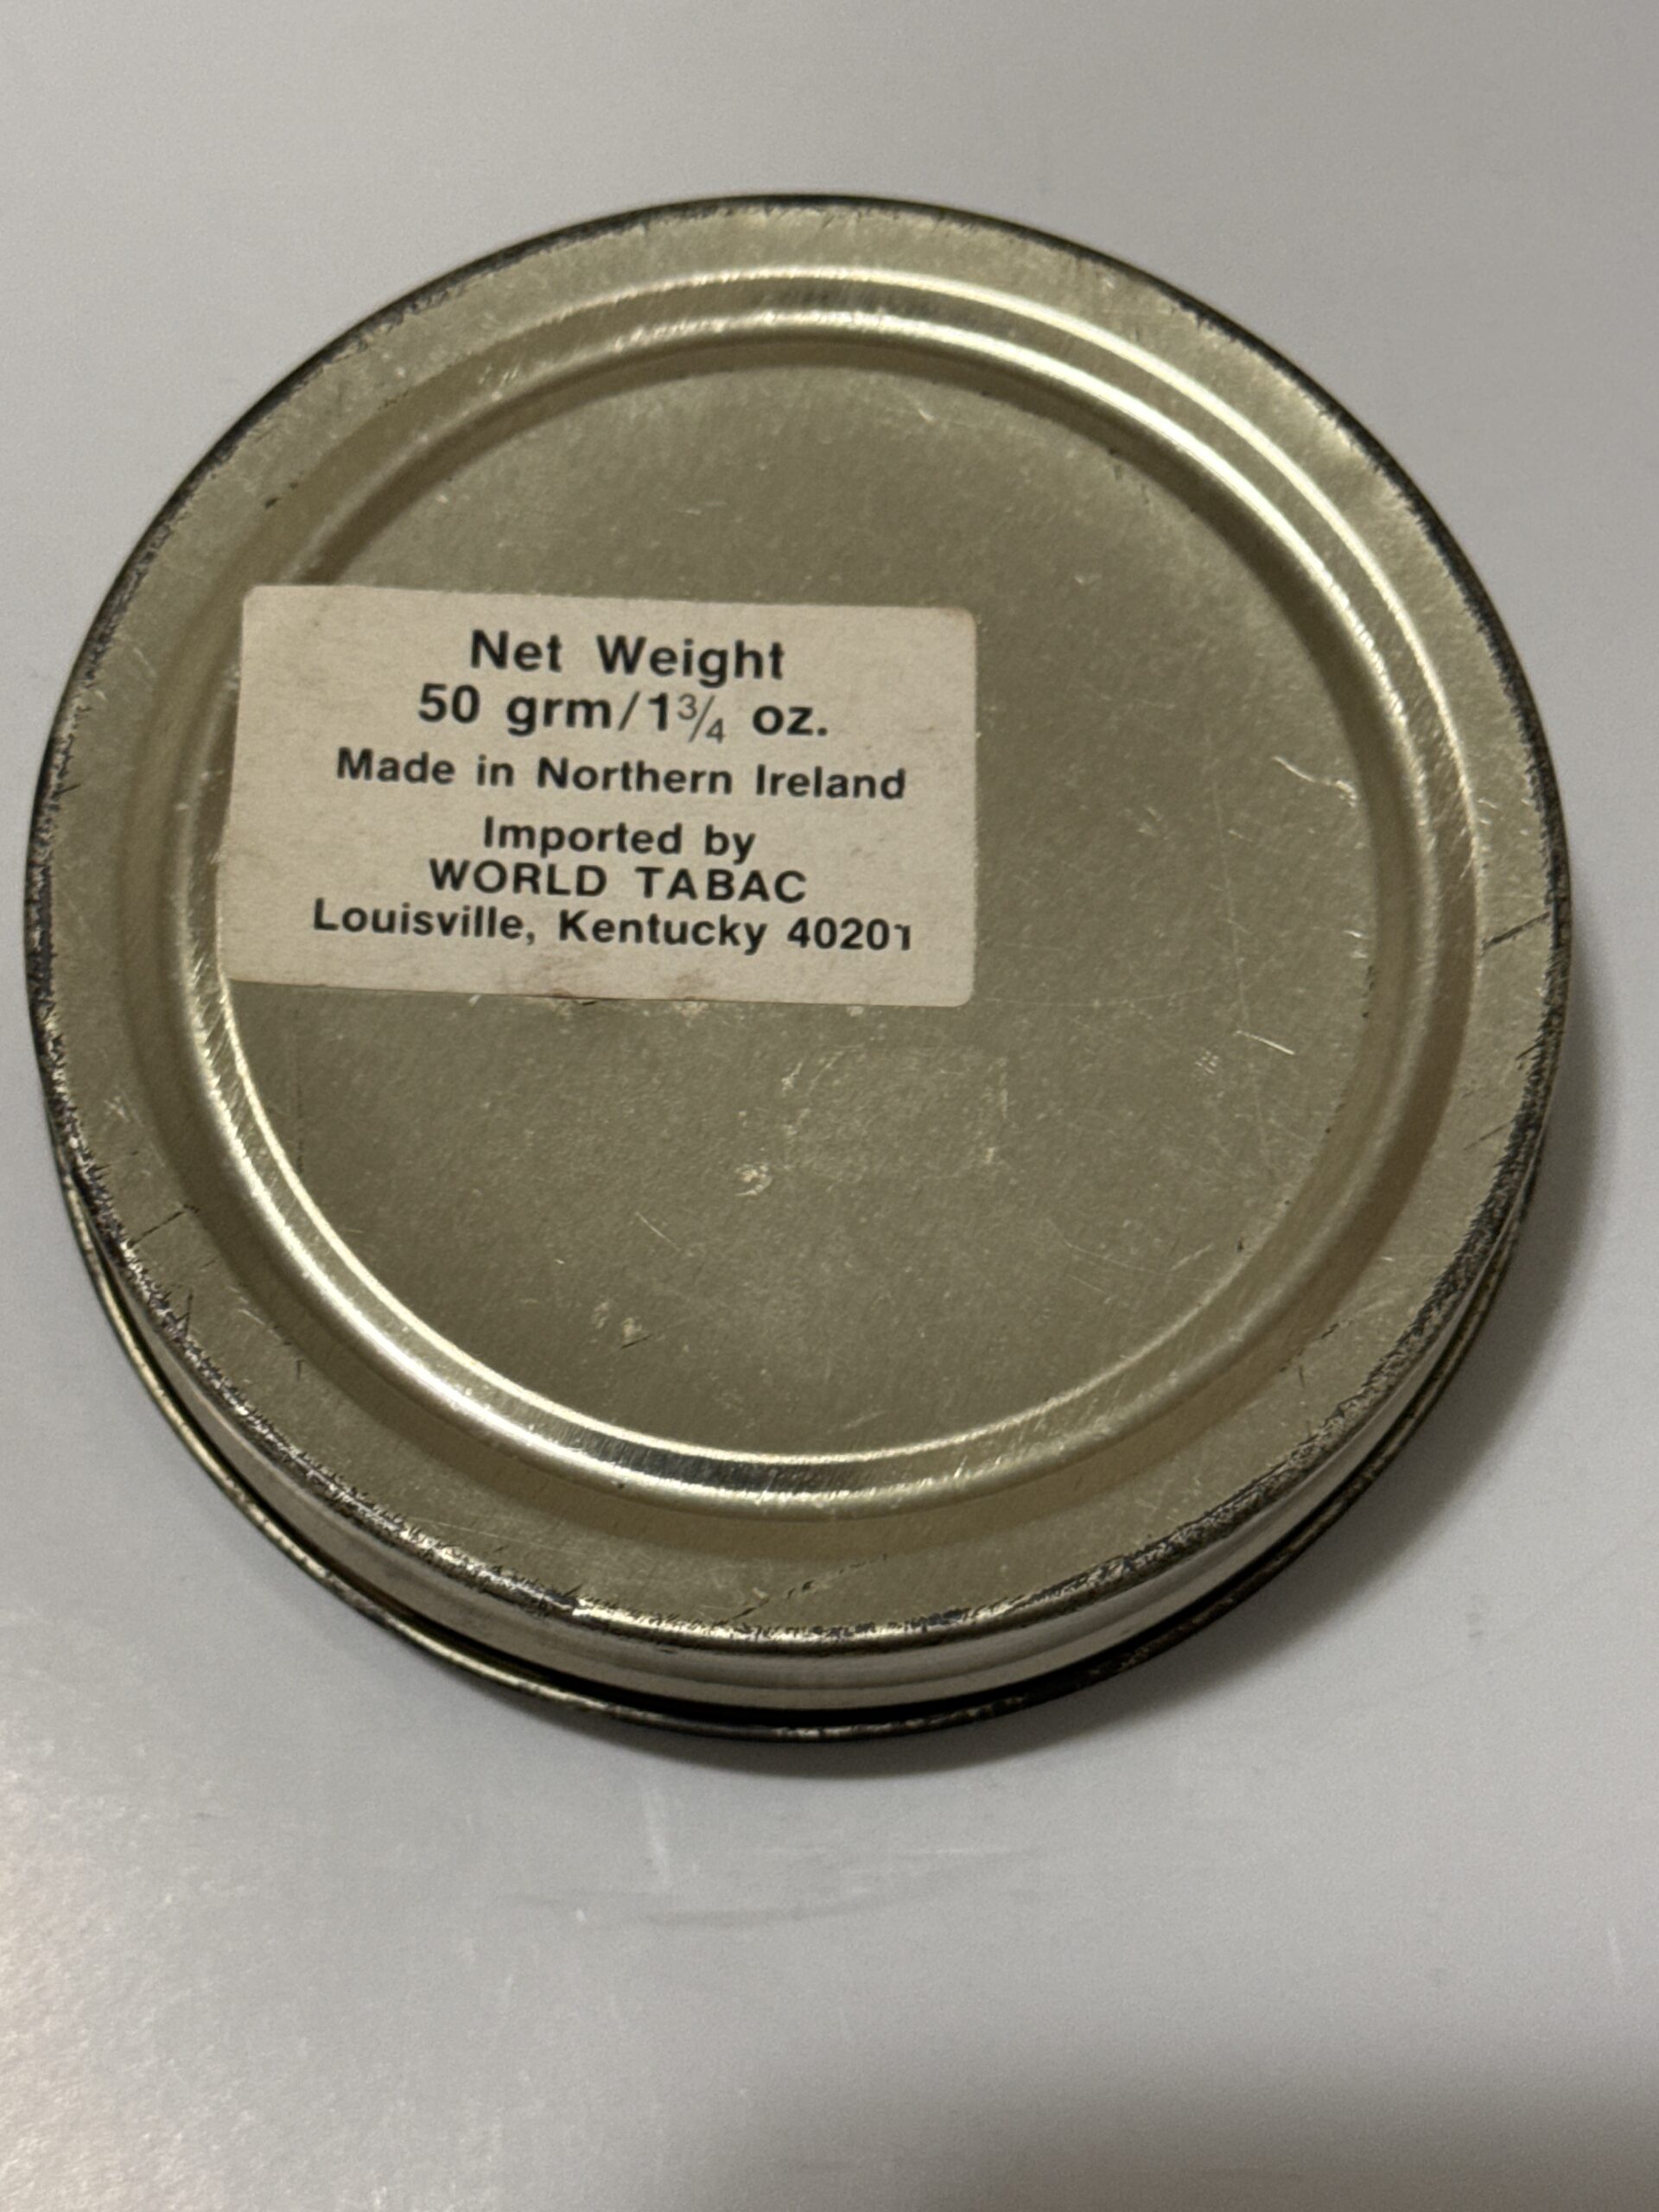 Net Weight
50 grm/1¾ oz.
Made in Northern Ireland
Imported by
WORLD TABAC
Louisville, Kentucky 40201